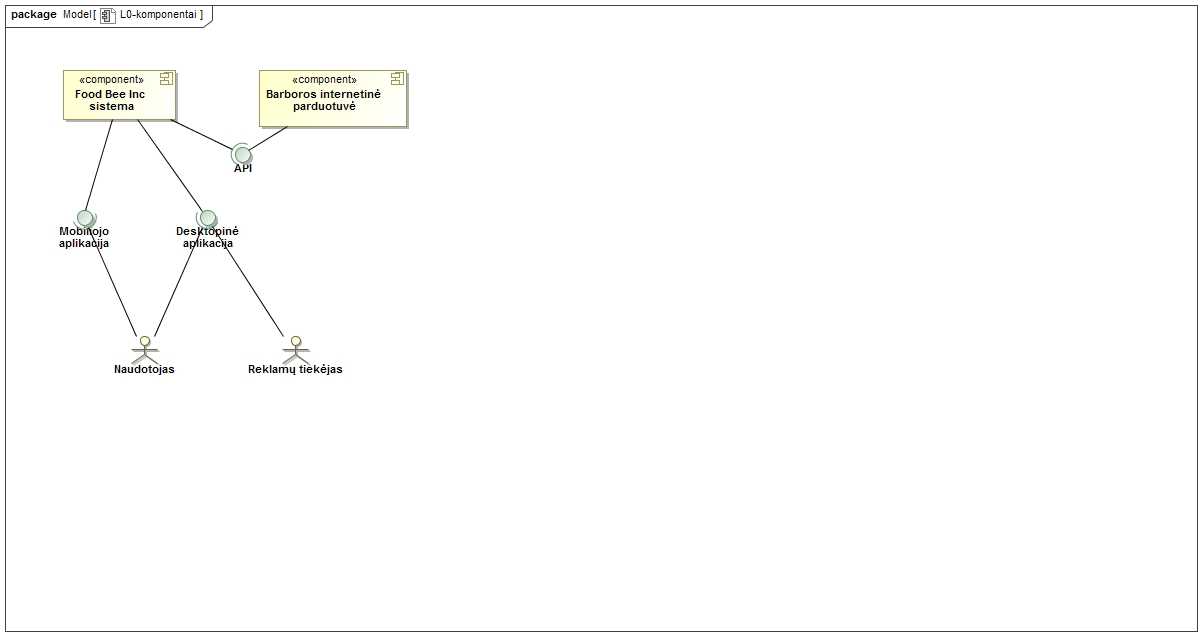 package Model [ L0-komponentai ]
«component»
Food Bee Inc
sistema
«component»
Barboros internetinė
parduotuvė
API
Mobiliojo
aplikacija
Desktopinė
aplikacija
Naudotojas
Reklamų tiekėjas